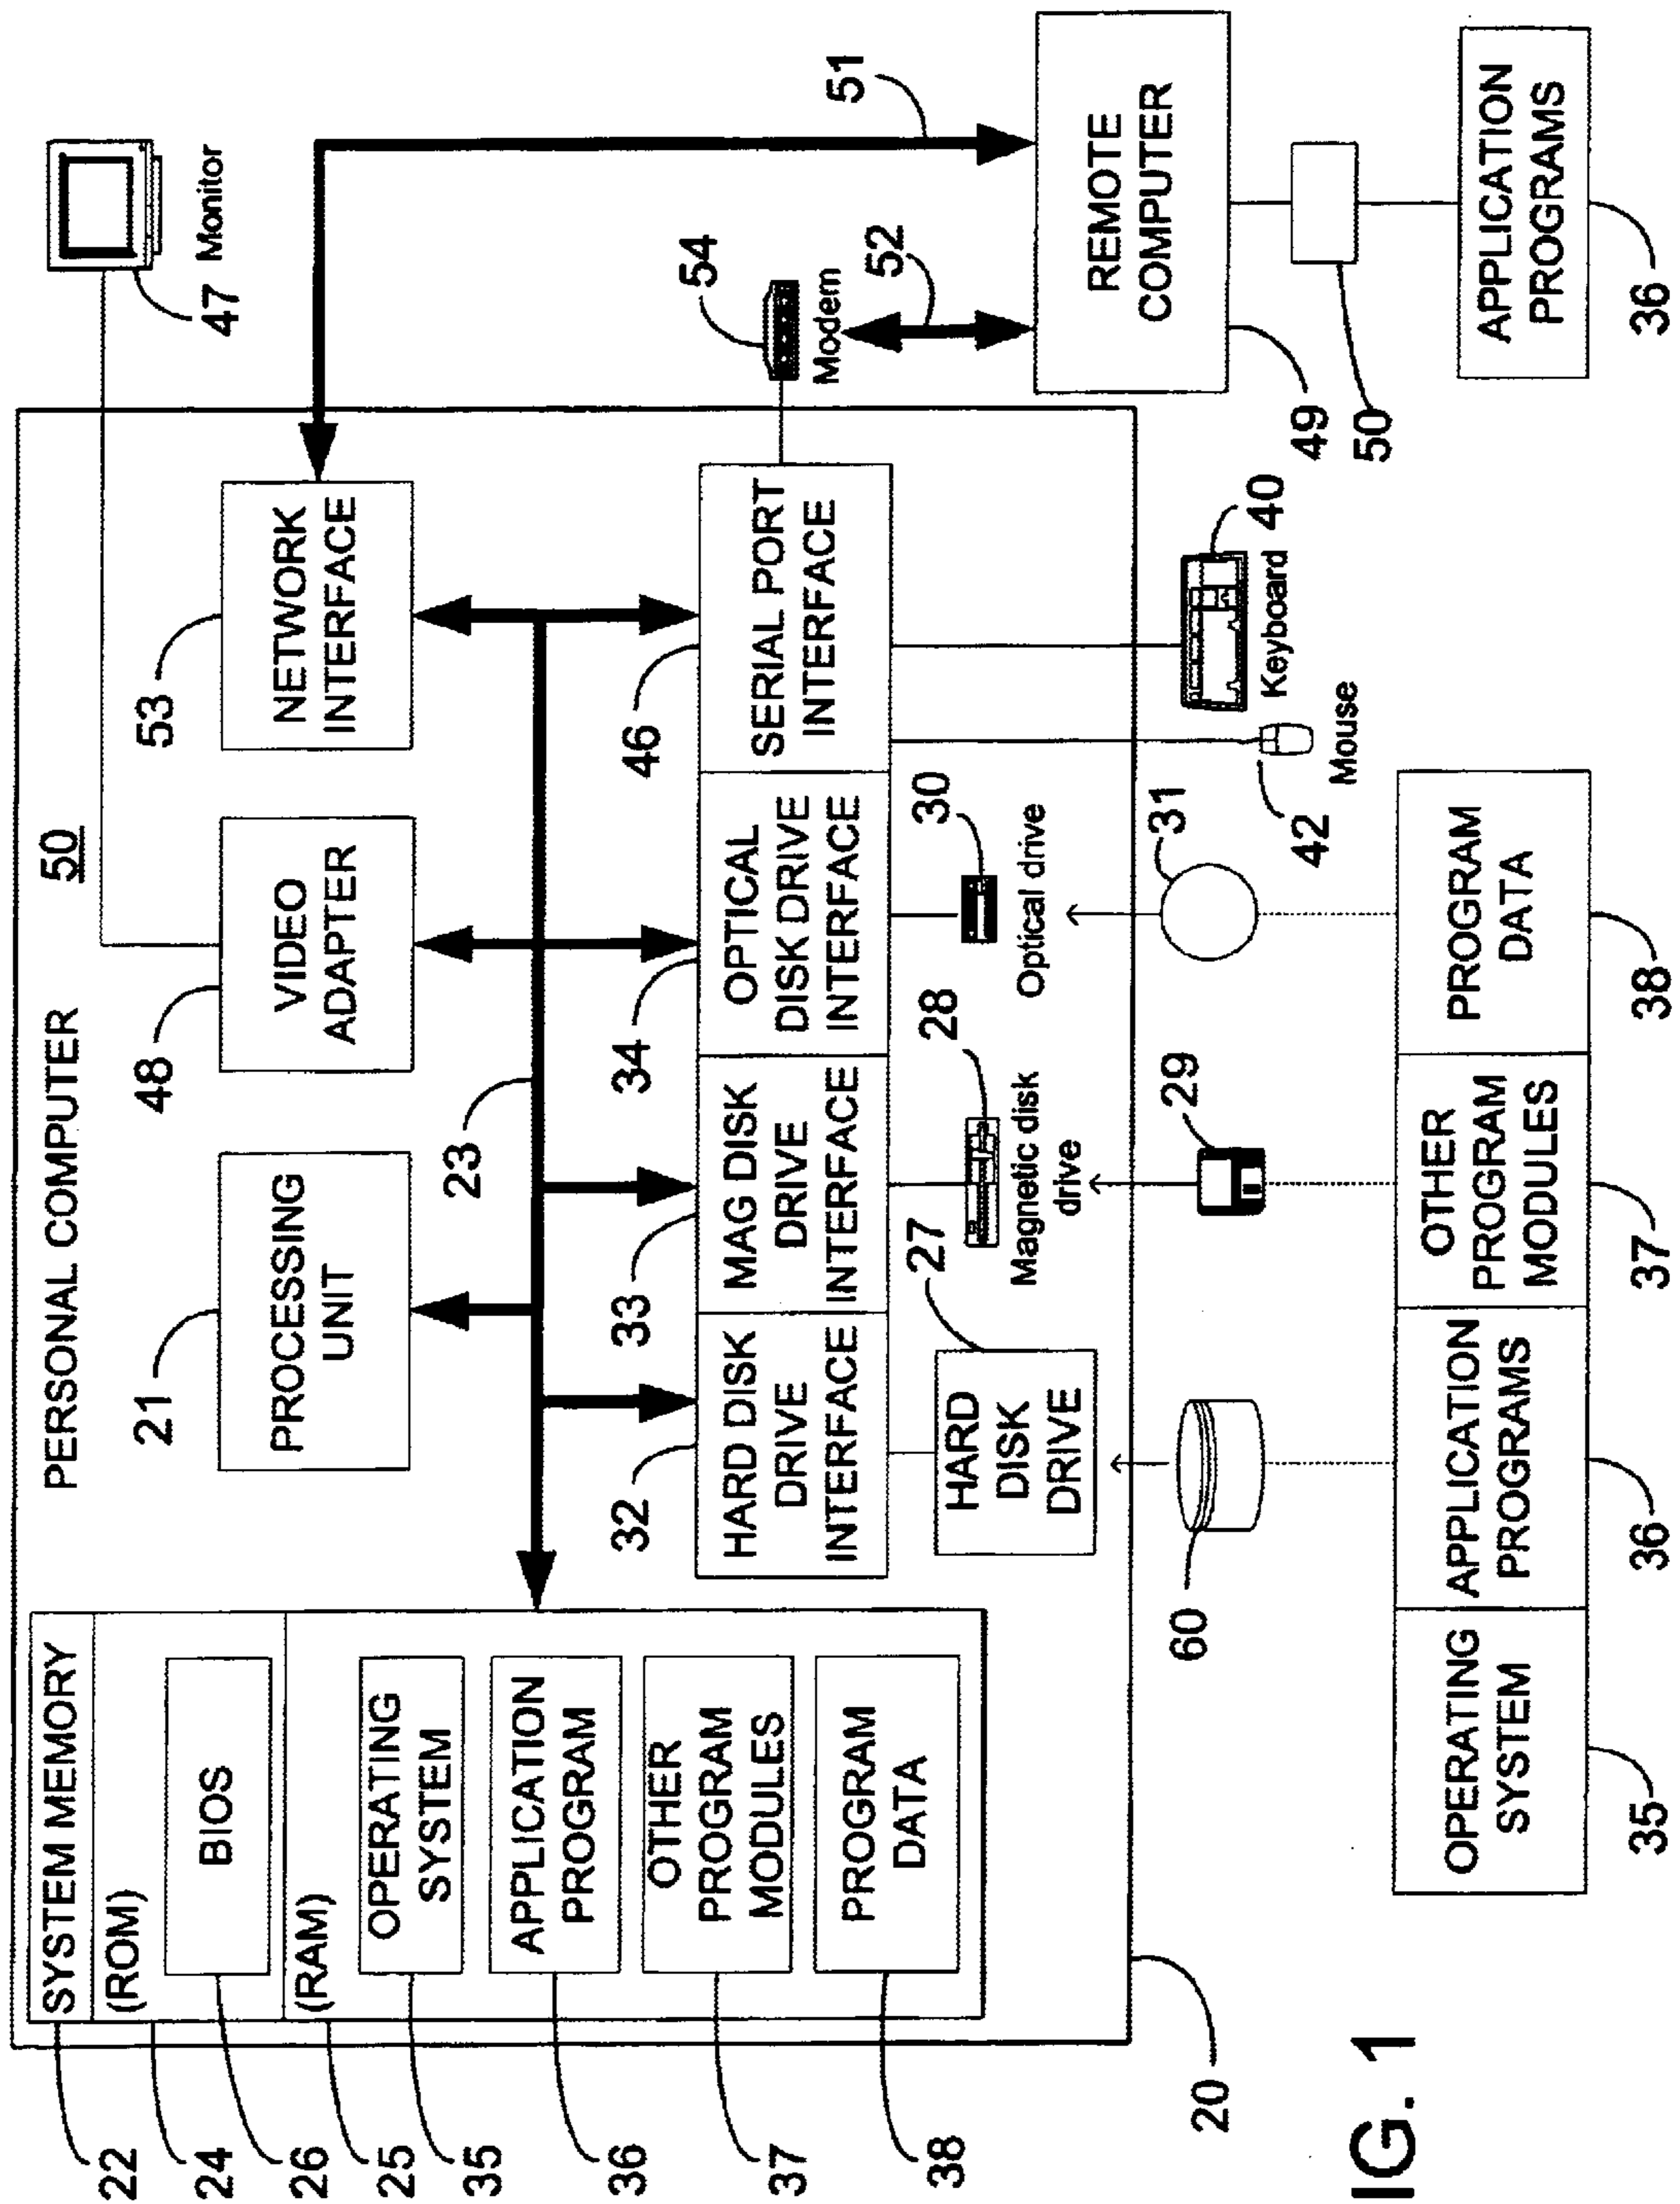 PERSONAL COMPUTER
50
SYSTEM MEMORY
22
(ROM)
24
BIOS
26
(RAM)
25
OPERATING
SYSTEM
35
APPLICATION
PROGRAM
36
OTHER
PROGRAM
MODULES
37
PROGRAM
DATA
38
21
PROCESSING
UNIT
48
VIDEO
ADAPTER
53
NETWORK
INTERFACE
47
Monitor
23
32
33
34
46
HARD DISK
DRIVE
INTERFACE
MAG DISK
DRIVE
INTERFACE
OPTICAL
DISK DRIVE
INTERFACE
SERIAL PORT
INTERFACE
54
Modem
52
51
27
HARD
DISK
DRIVE
28
Magnetic disk
drive
30
Optical drive
40
Keyboard
42
Mouse
REMOTE
COMPUTER
49
50
APPLICATION
PROGRAMS
36
20
60
29
31
OPERATING
SYSTEM
35
APPLICATION
PROGRAMS
36
OTHER
PROGRAM
MODULES
37
PROGRAM
DATA
38
IG. 1